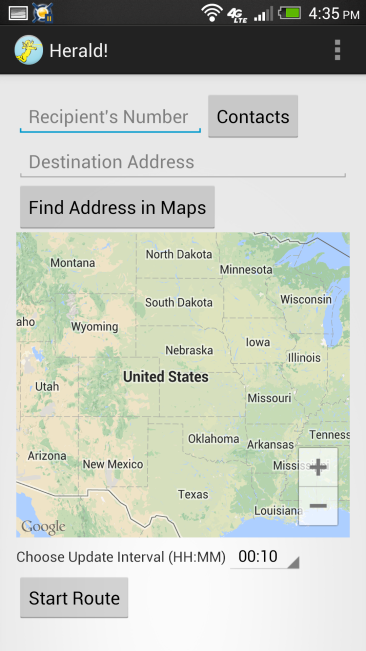 4G LTE 4:35 PM
Herald!
Recipient's Number Contacts
Destination Address
Find Address in Maps
North Dakota
Montana
Minnesota
South Dakota
Wisconsin
aho
Wyoming
Iowa
Nebraska
Illinois
United States
Utah
Missouri
Tenness
Oklahoma
Arkansas
Arizona
New Mexico
Mississ
Texas
Louisiana
Google
Choose Update Interval (HH:MM) 00:10
Start Route